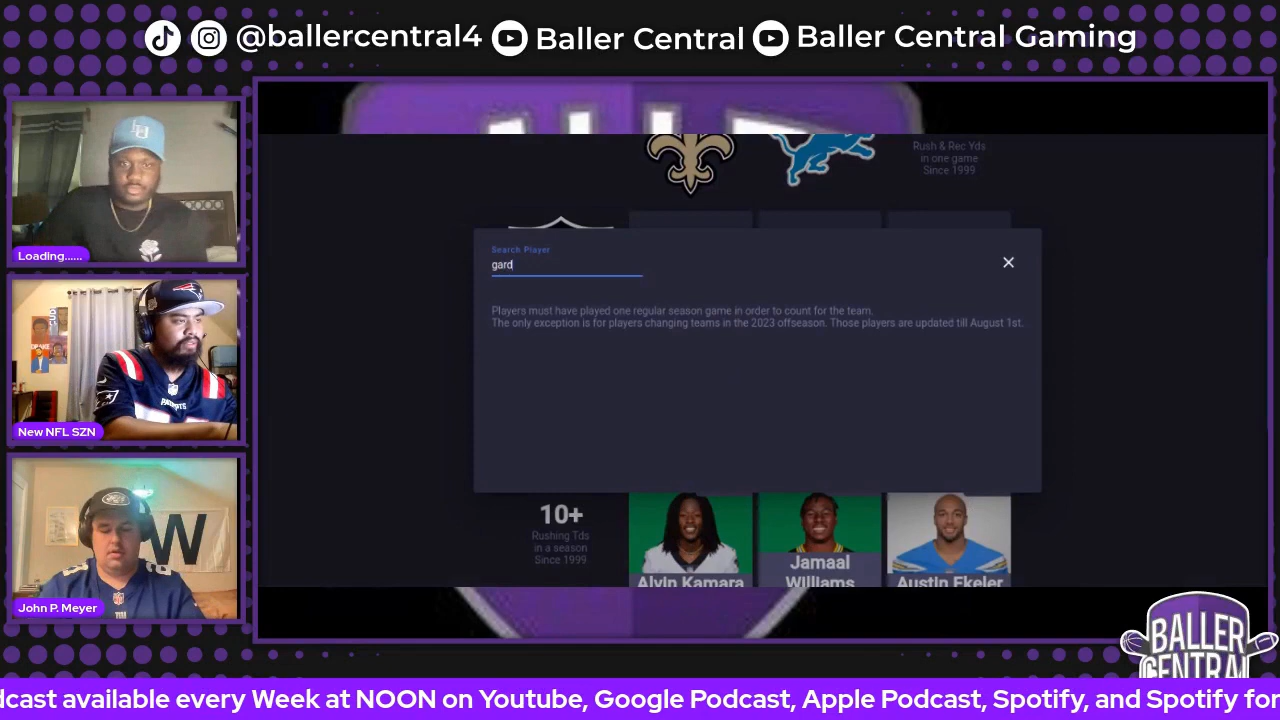 @ballercentral4 Baller Central Baller Central Gaming
Rush & Rec Yds
in one game
Since 1999
Search Player
gard
Players must have played one regular season game in order to count for the team.
The only exception is for players changing teams in the 2023 offseason. Those players are updated till August 1st.
10+
Rushing Tds
in a season
Since 1999
Alvin Kamara
Jamaal
Williams
Austin Ekeler
Loading......
New NFL SZN
PATRIOTS
John P. Meyer
W
BALLER
CENTRAL
dcast available every Week at NOON on Youtube, Google Podcast, Apple Podcast, Spotify, and Spotify for